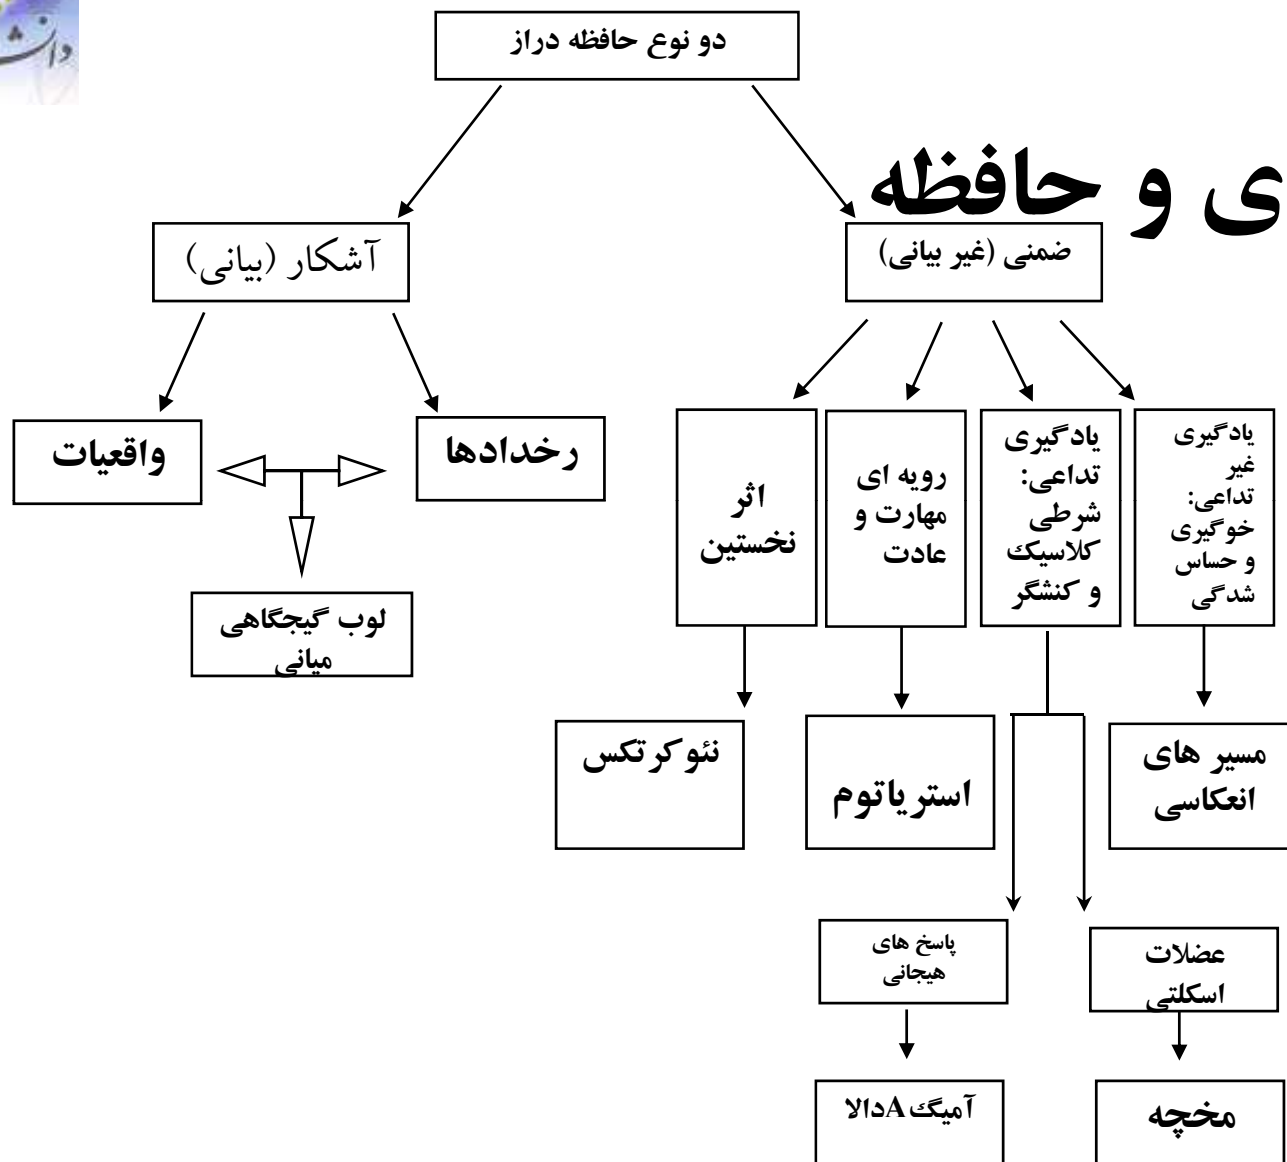 دو نوع حافظه دراز
ی و حافظه
ضمنی (غیر بیانی)
آشکار (بیانی)
یادگیری
غیر
تداعی:
خوگیری
و حساس
شدگی
یادگیری
تداعی:
شرطی
کلاسیک
و کنشگر
رویه ای
مهارت و
عادت
اثر
نخستین
رخدادها
واقعیات
لوب گیجگاهی
میانی
مسیر های
انعکاسی
استریاتوم
نئوکرتکس
عضلات
اسکلتی
پاسخ های
هیجانی
مخچه
آمیگAدالا